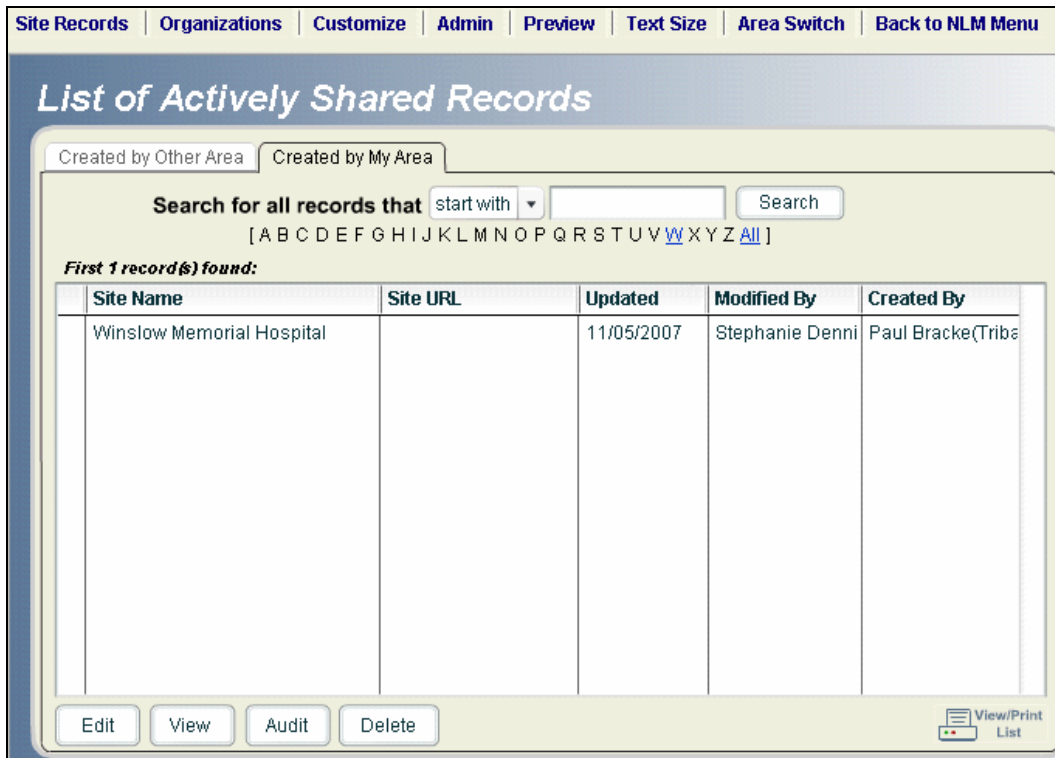 Site Records | Organizations | Customize | Admin | Preview | Text Size | Area Switch | Back to NLM Menu
List of Actively Shared Records
Created by Other Area Created by My Area
Search for all records that start with Search
[ A B C D E F G H I J K L M N O P Q R S T U V W X Y Z All ]
First 1 record(s) found:
Site Name Site URL Updated Modified By Created By
Winslow Memorial Hospital 11/05/2007 Stephanie Denni Paul Bracke(Triba
Edit View Audit Delete View/Print
List